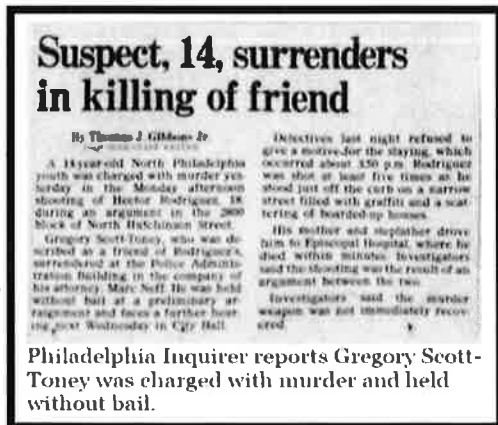 Suspect, 14, surrenders
in killing of friend
By Thomas J. Gibbons Jr.
A 14-year-old North Philadelphia
youth was charged with murder yes-
terday in the Monday afternoon
shooting of Hector Rodriguez, 18,
during an argument in the 2800
block of North Hutchinson Street.
Gregory Scott-Toney, who was de-
scribed as a friend of Rodriguez's,
surrendered at the Police Adminis-
tration Building in the company of
his attorney, Marc Neff. He was held
without bail at a preliminary ar-
raignment and faces a further hear-
ing next Wednesday in City Hall.
Detectives last night refused to
give a motive for the slaying, which
occurred about 3:50 p.m. Rodriguez
was shot at least five times as he
stood just off the curb on a narrow
street filled with graffiti and a scat-
tering of boarded-up houses.
His mother and stepfather drove
him to Episcopal Hospital, where he
died within minutes. Investigators
said the shooting was the result of an
argument between the two.
Investigators said the murder
weapon was not immediately recov-
ered.
Philadelphia Inquirer reports Gregory Scott-
Toney was charged with murder and held
without bail.